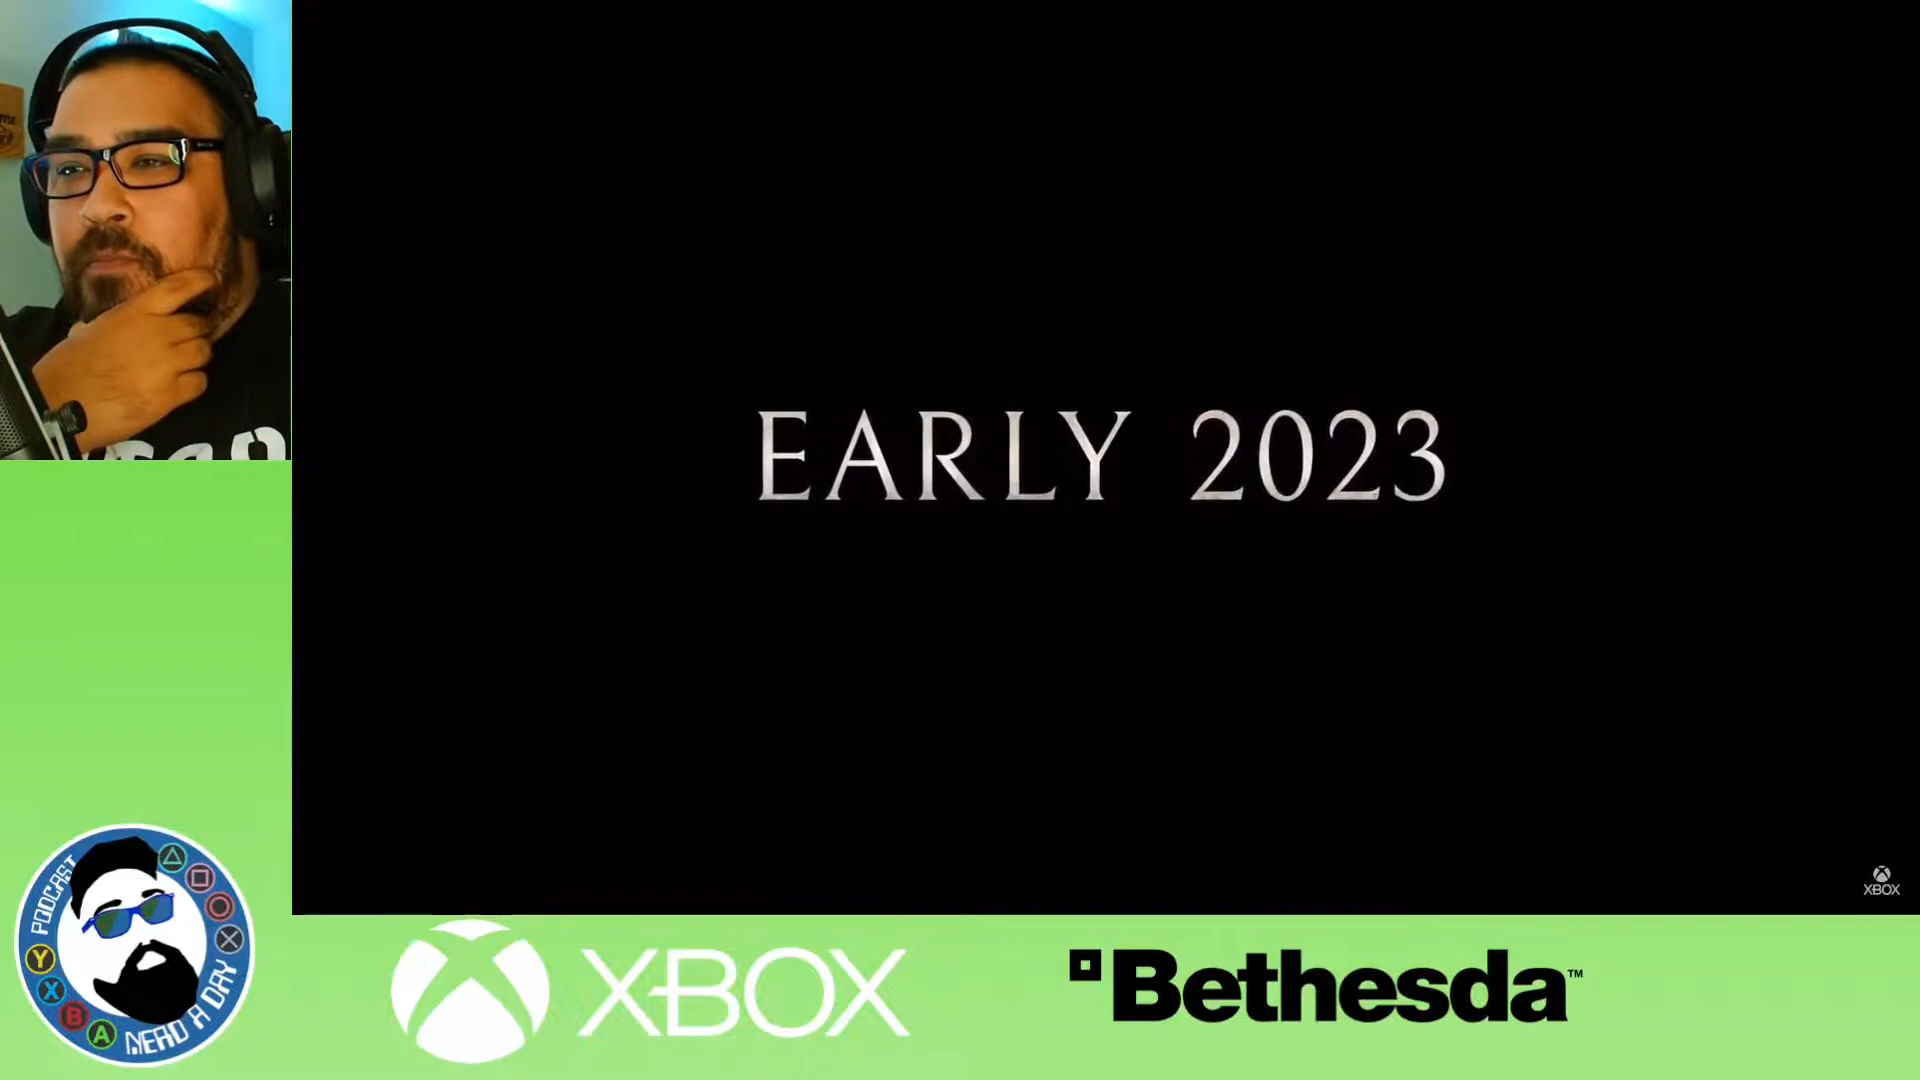 EARLY 2023
XBOX
PODCAST
NERD A DAY
Y
X
B
A
XBOX
Bethesda™